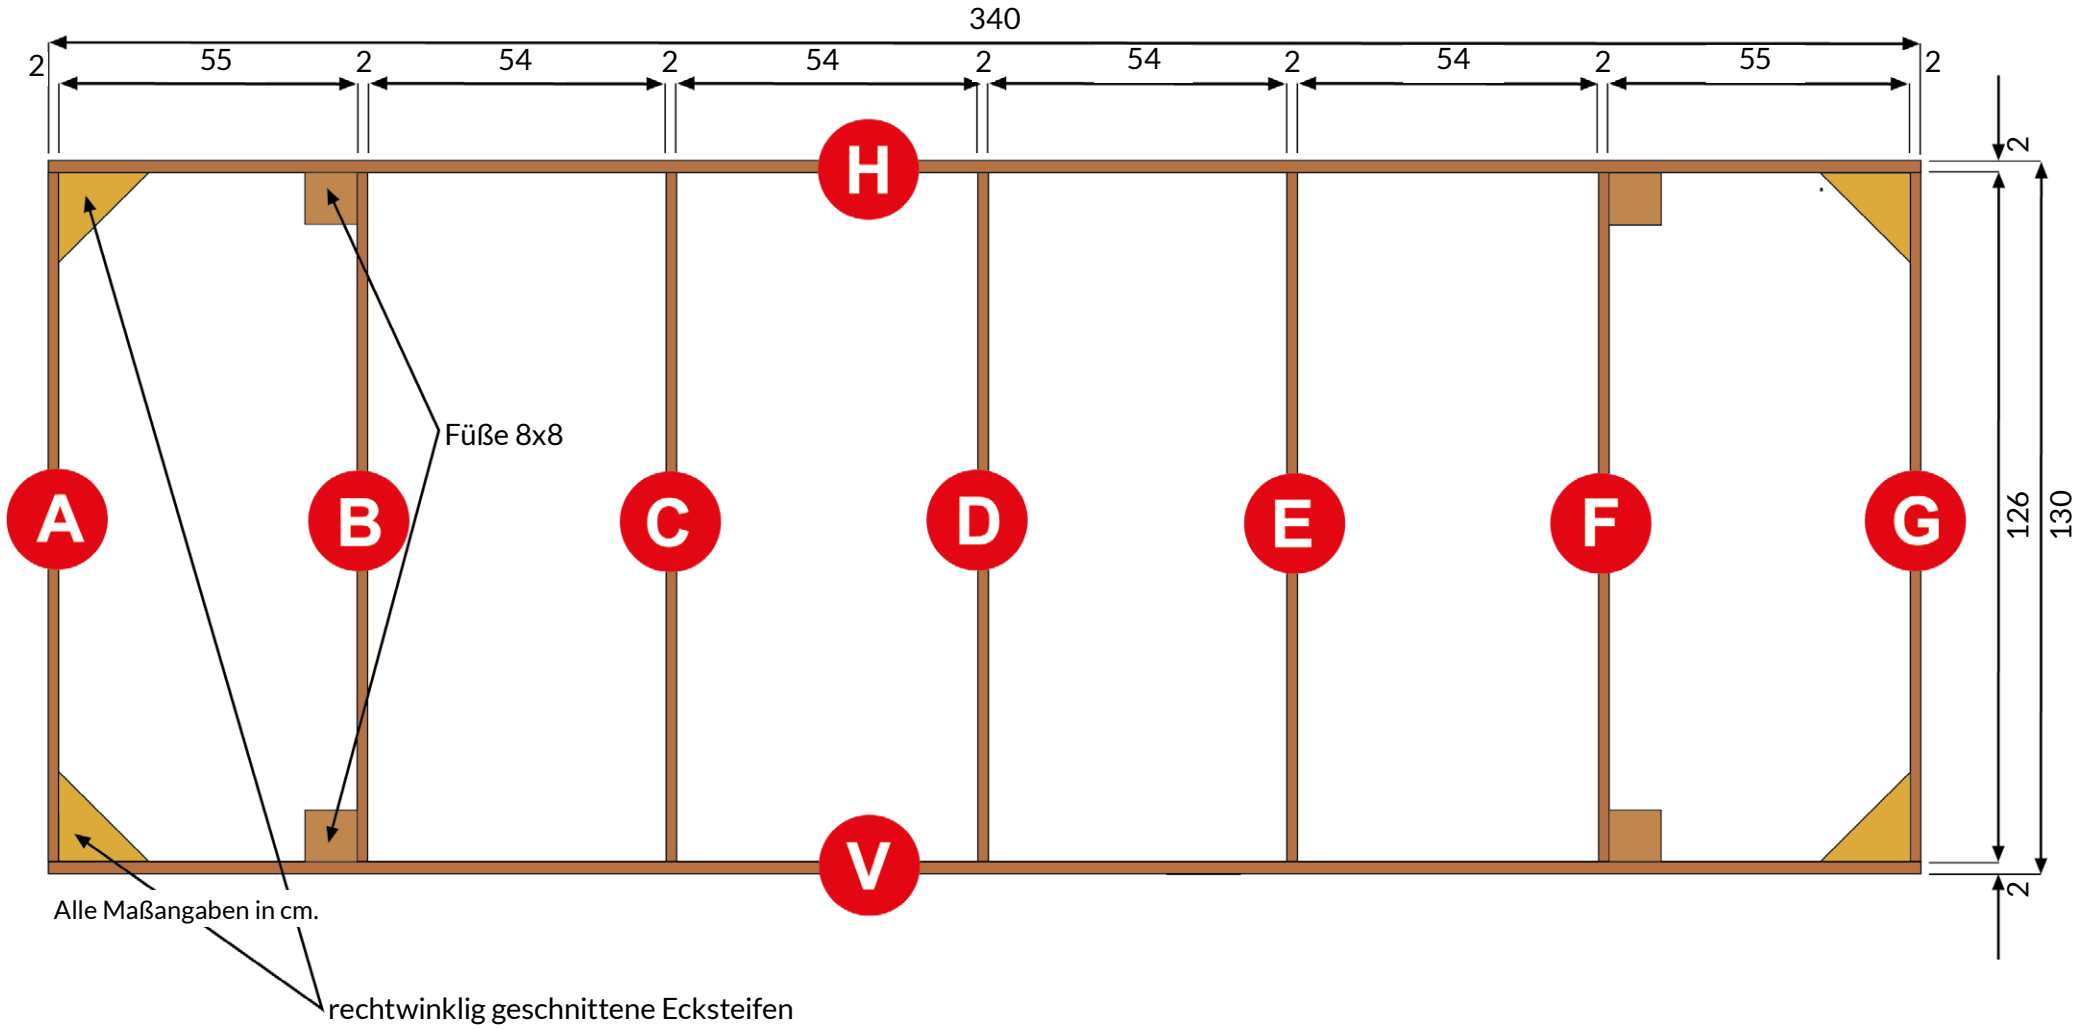 340
2 55 2 54 2 54 2 54 2 54 2 55 2
2
H
Füße 8x8
A B C D E F G
126
130
V
2
Alle Maßangaben in cm.
rechtwinklig geschnittene Ecksteifen